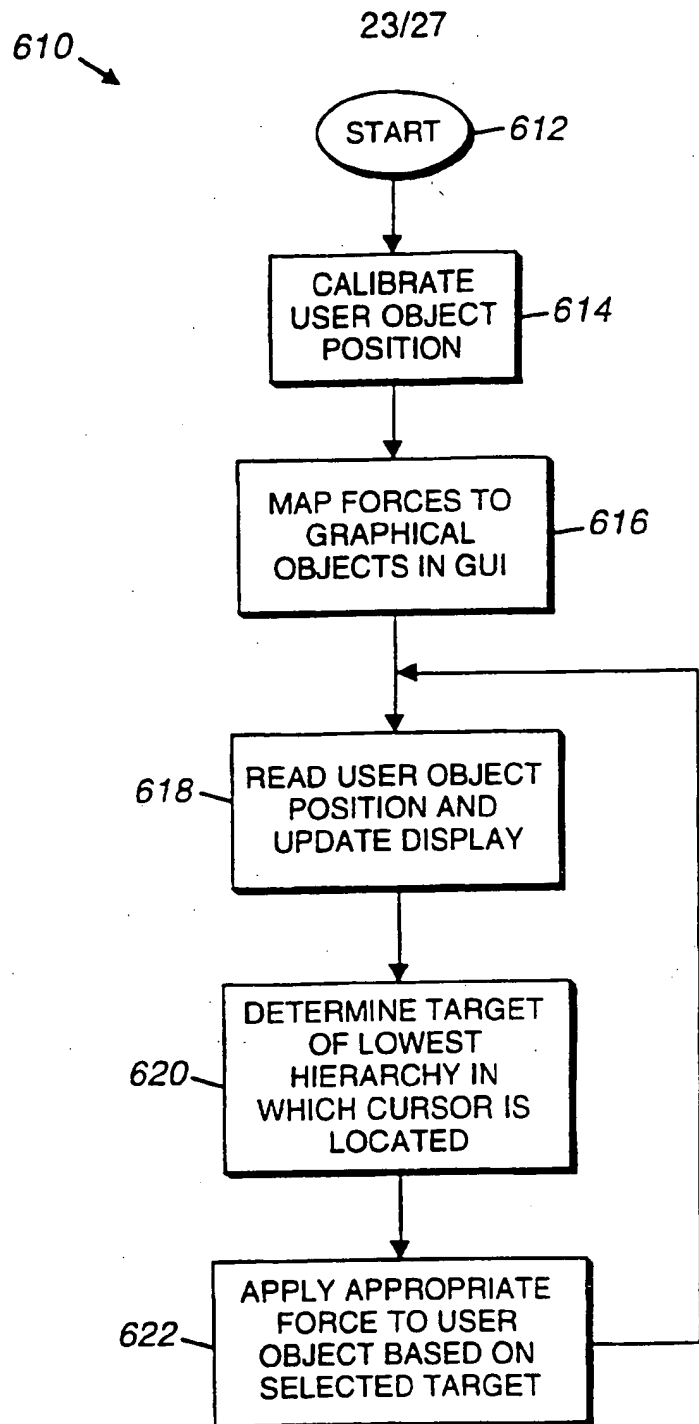 23/27
610
START
612
CALIBRATE
USER OBJECT
POSITION
614
MAP FORCES TO
GRAPHICAL
OBJECTS IN GUI
616
READ USER OBJECT
POSITION AND
UPDATE DISPLAY
618
DETERMINE TARGET
OF LOWEST
HIERARCHY IN
WHICH CURSOR IS
LOCATED
620
APPLY APPROPRIATE
FORCE TO USER
OBJECT BASED ON
SELECTED TARGET
622